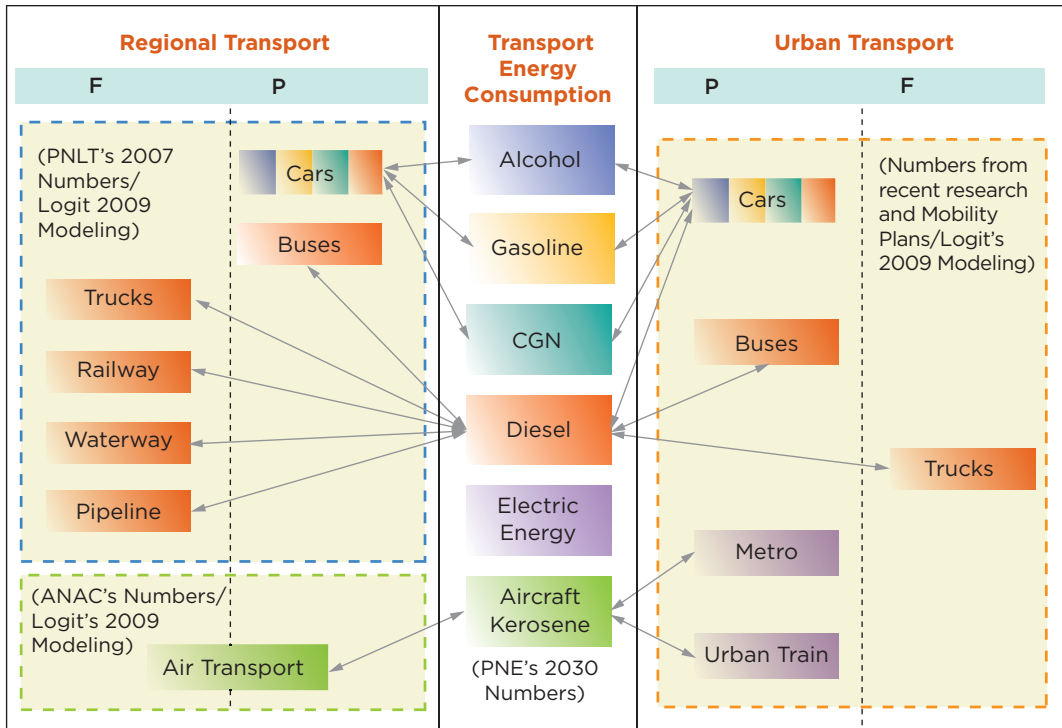 Regional Transport
F
P
(PNLT's 2007
Numbers/
Logit 2009
Modeling)
Cars
Buses
Trucks
Railway
Waterway
Pipeline
(ANAC's Numbers/
Logit's 2009
Modeling)
Air Transport
Transport
Energy
Consumption
Alcohol
Gasoline
CGN
Diesel
Electric
Energy
Aircraft
Kerosene
(PNE's 2030
Numbers)
Urban Transport
P
F
Cars
(Numbers from
recent research
and Mobility
Plans/Logit's
2009 Modeling)
Buses
Trucks
Metro
Urban Train